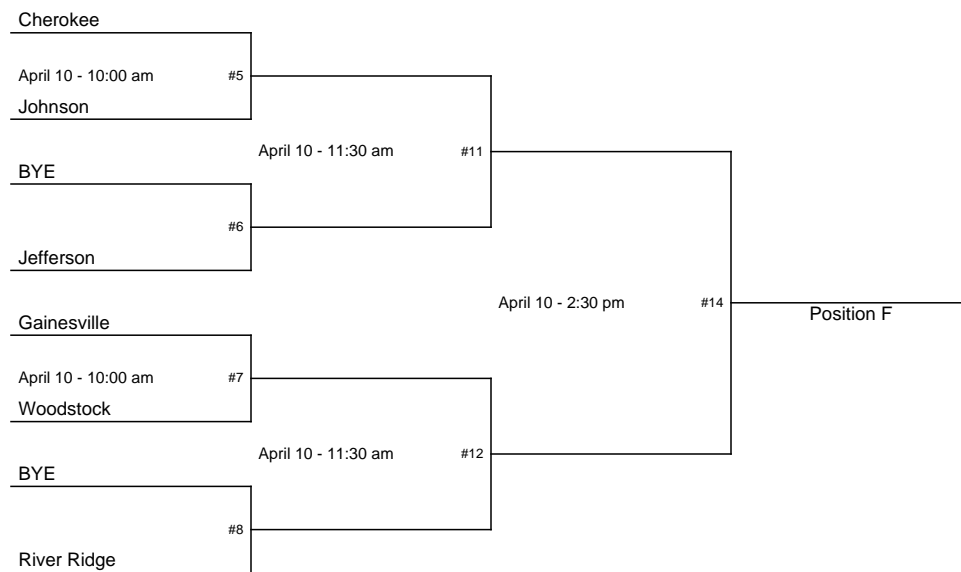 Cherokee
April 10 - 10:00 am #5
Johnson
April 10 - 11:30 am #11
BYE
#6
Jefferson
April 10 - 2:30 pm #14
Position F
Gainesville
April 10 - 10:00 am #7
Woodstock
April 10 - 11:30 am #12
BYE
#8
River Ridge